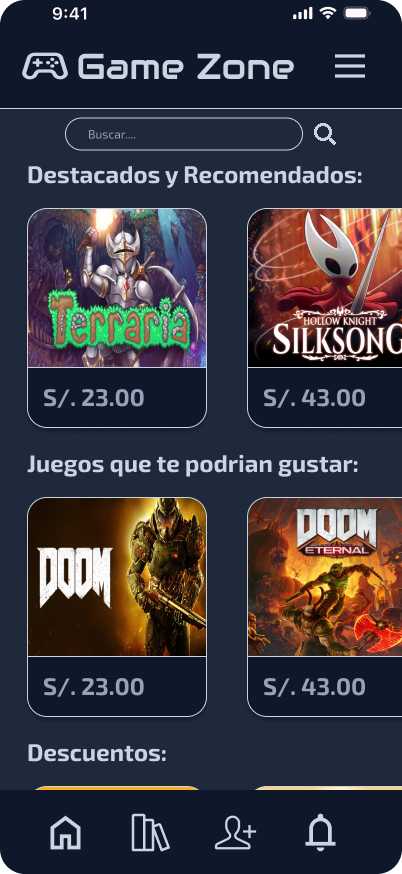 9:41
Game Zone
Buscar....
Destacados y Recomendados:
Terraria
HOLLOW KNIGHT
SILKSONG
S/. 23.00
S/. 43.00
Juegos que te podrian gustar:
DOOM
DOOM
ETERNAL
S/. 23.00
S/. 43.00
Descuentos: